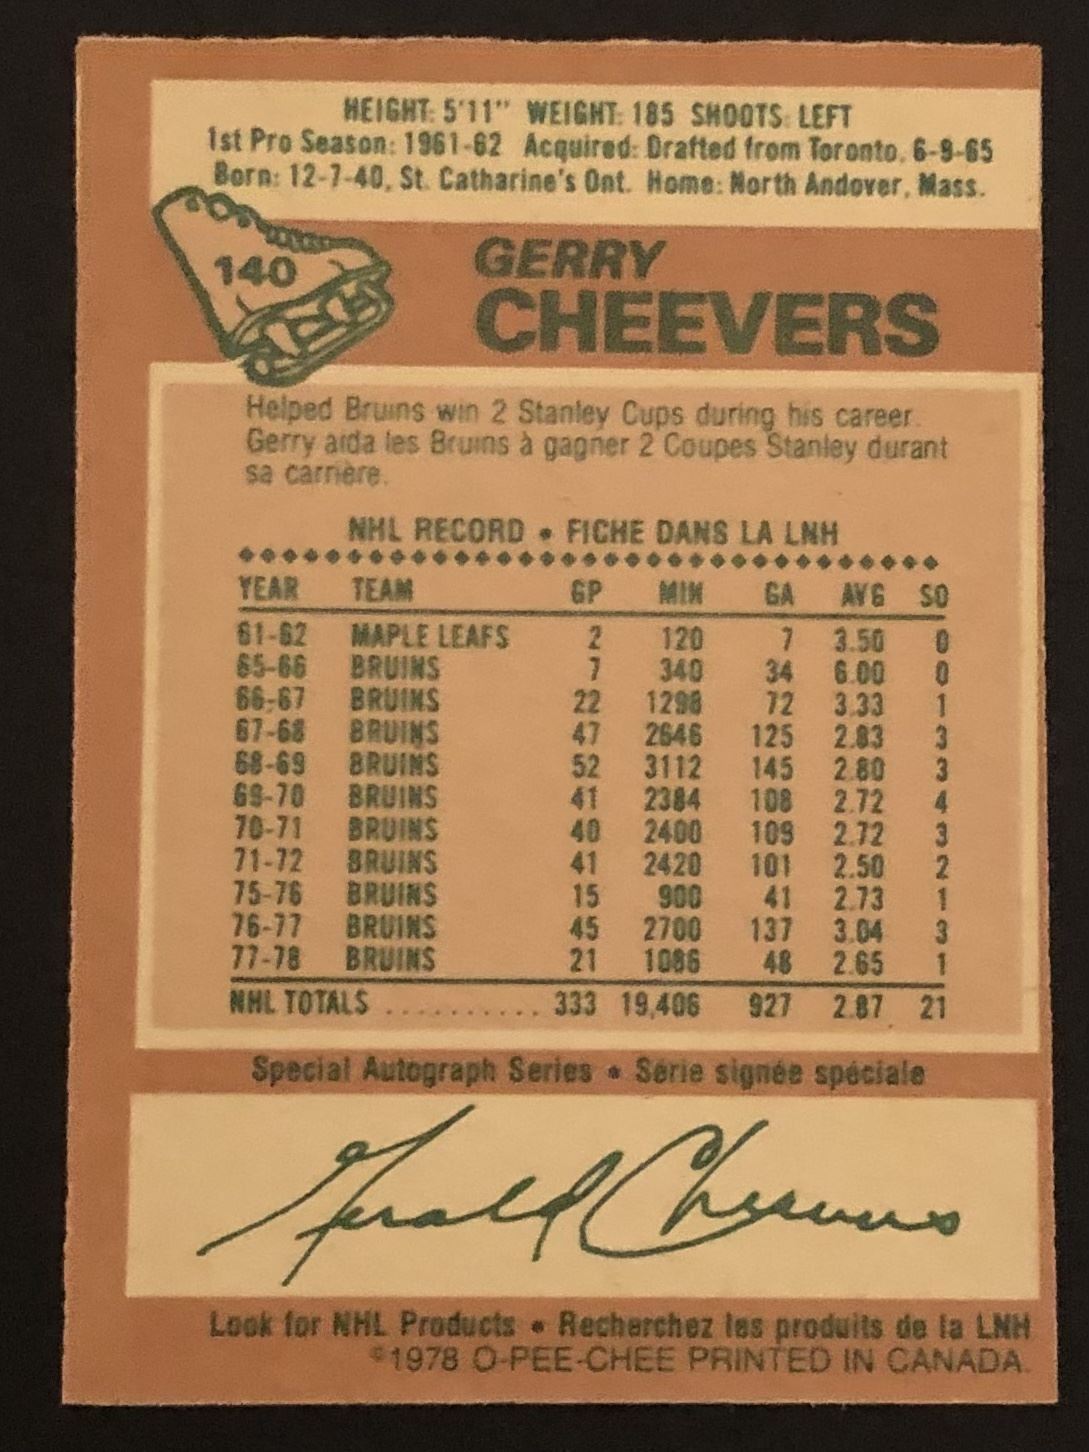 HEIGHT: 5'11" WEIGHT: 185 SHOOTS: LEFT
1st Pro Season: 1961-62 Acquired: Drafted from Toronto, 6-9-65
Born: 12-7-40, St. Catharine's Ont. Home: North Andover, Mass.
140
GERRY
CHEEVERS
Helped Bruins win 2 Stanley Cups during his career.
Gerry aida les Bruins à gagner 2 Coupes Stanley durant
sa carrière.
NHL RECORD • FICHE DANS LA LNH
YEAR TEAM GP MIN GA AVG SO
61-62 MAPLE LEAFS 2 120 7 3.50 0
65-66 BRUINS 7 340 34 6.00 0
66-67 BRUINS 22 1298 72 3.33 1
67-68 BRUINS 47 2646 125 2.83 3
68-69 BRUINS 52 3112 145 2.80 3
69-70 BRUINS 41 2384 108 2.72 4
70-71 BRUINS 40 2400 109 2.72 3
71-72 BRUINS 41 2420 101 2.50 2
75-76 BRUINS 15 900 41 2.73 1
76-77 BRUINS 45 2700 137 3.04 3
77-78 BRUINS 21 1086 48 2.65 1
NHL TOTALS .......... 333 19,406 927 2.87 21
Special Autograph Series • Série signée spéciale
Gerald Cheevers
Look for NHL Products • Recherchez les produits de la LNH
©1978 O-PEE-CHEE PRINTED IN CANADA.